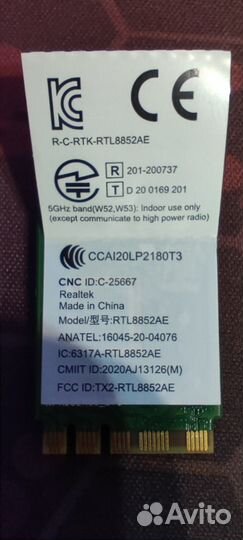 R-C-RTK-RTL8852AE
R 201-200737
T D 20 0169 201
5GHz band(W52,W53): Indoor use only
(except communicate to high power radio)
CCAI20LP2180T3
CNC ID:C-25667
Realtek
Made in China
Model/型号:RTL8852AE
ANATEL:16045-20-04076
IC:6317A-RTL8852AE
CMIIT ID:2020AJ13126(M)
FCC ID:TX2-RTL8852AE
Avito